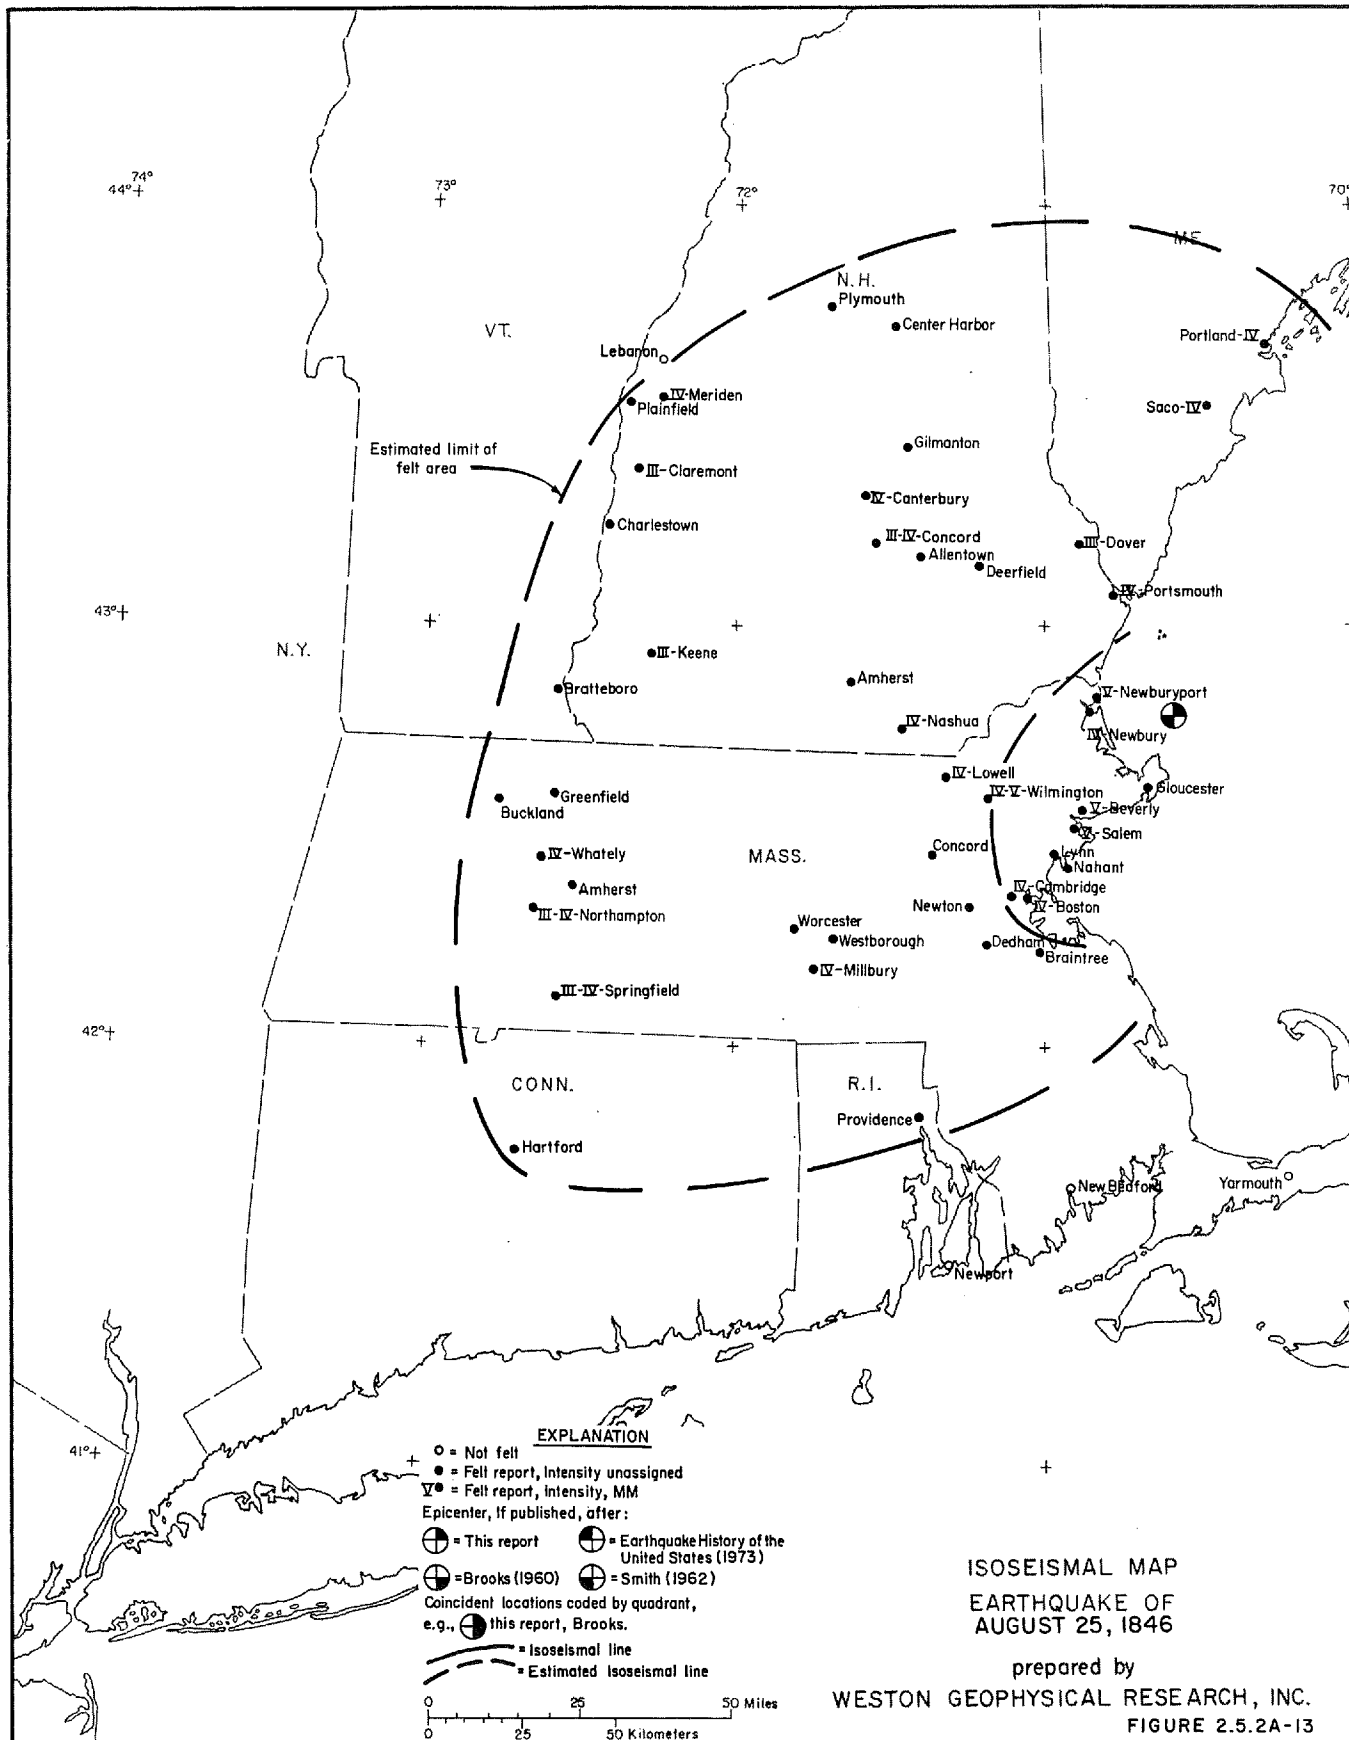 74°
44°
73°
72°
70°
ME
N.H.
Plymouth
Center Harbor
VT.
Portland-IV
Lebanon
IV-Meriden
Plainfield
Saco-IV
Gilmanton
Estimated limit of
felt area
III-Claremont
IV-Canterbury
Charlestown
III-IV-Concord
Allentown
III-Dover
Deerfield
IV-Portsmouth
43°
N.Y.
III-Keene
Amherst
Bratteboro
V-Newburyport
IV-Nashua
IV-Newbury
IV-Lowell
Greenfield
IV-V-Wilmington
Gloucester
Buckland
V-Beverly
V-Salem
IV-Whately
MASS.
Concord
Lynn
Nahant
Amherst
IV-Cambridge
III-IV-Northampton
Newton
IV-Boston
Worcester
Westborough
Dedham
Braintree
IV-Millbury
III-IV-Springfield
42°
CONN.
R.I.
Providence
Hartford
New Bedford
Yarmouth
Newport
41°
EXPLANATION
= Not felt
= Felt report, Intensity unassigned
V = Felt report, Intensity, MM
Epicenter, If published, after:
= This report
= Earthquake History of the
United States (1973)
= Brooks (1960)
= Smith (1962)
Coincident locations coded by quadrant,
e.g., this report, Brooks.
= Isoseismal line
= Estimated Isoseismal line
0 25 50 Miles
0 25 50 Kilometers
ISOSEISMAL MAP
EARTHQUAKE OF
AUGUST 25, 1846
prepared by
WESTON GEOPHYSICAL RESEARCH, INC.
FIGURE 2.5.2A-13